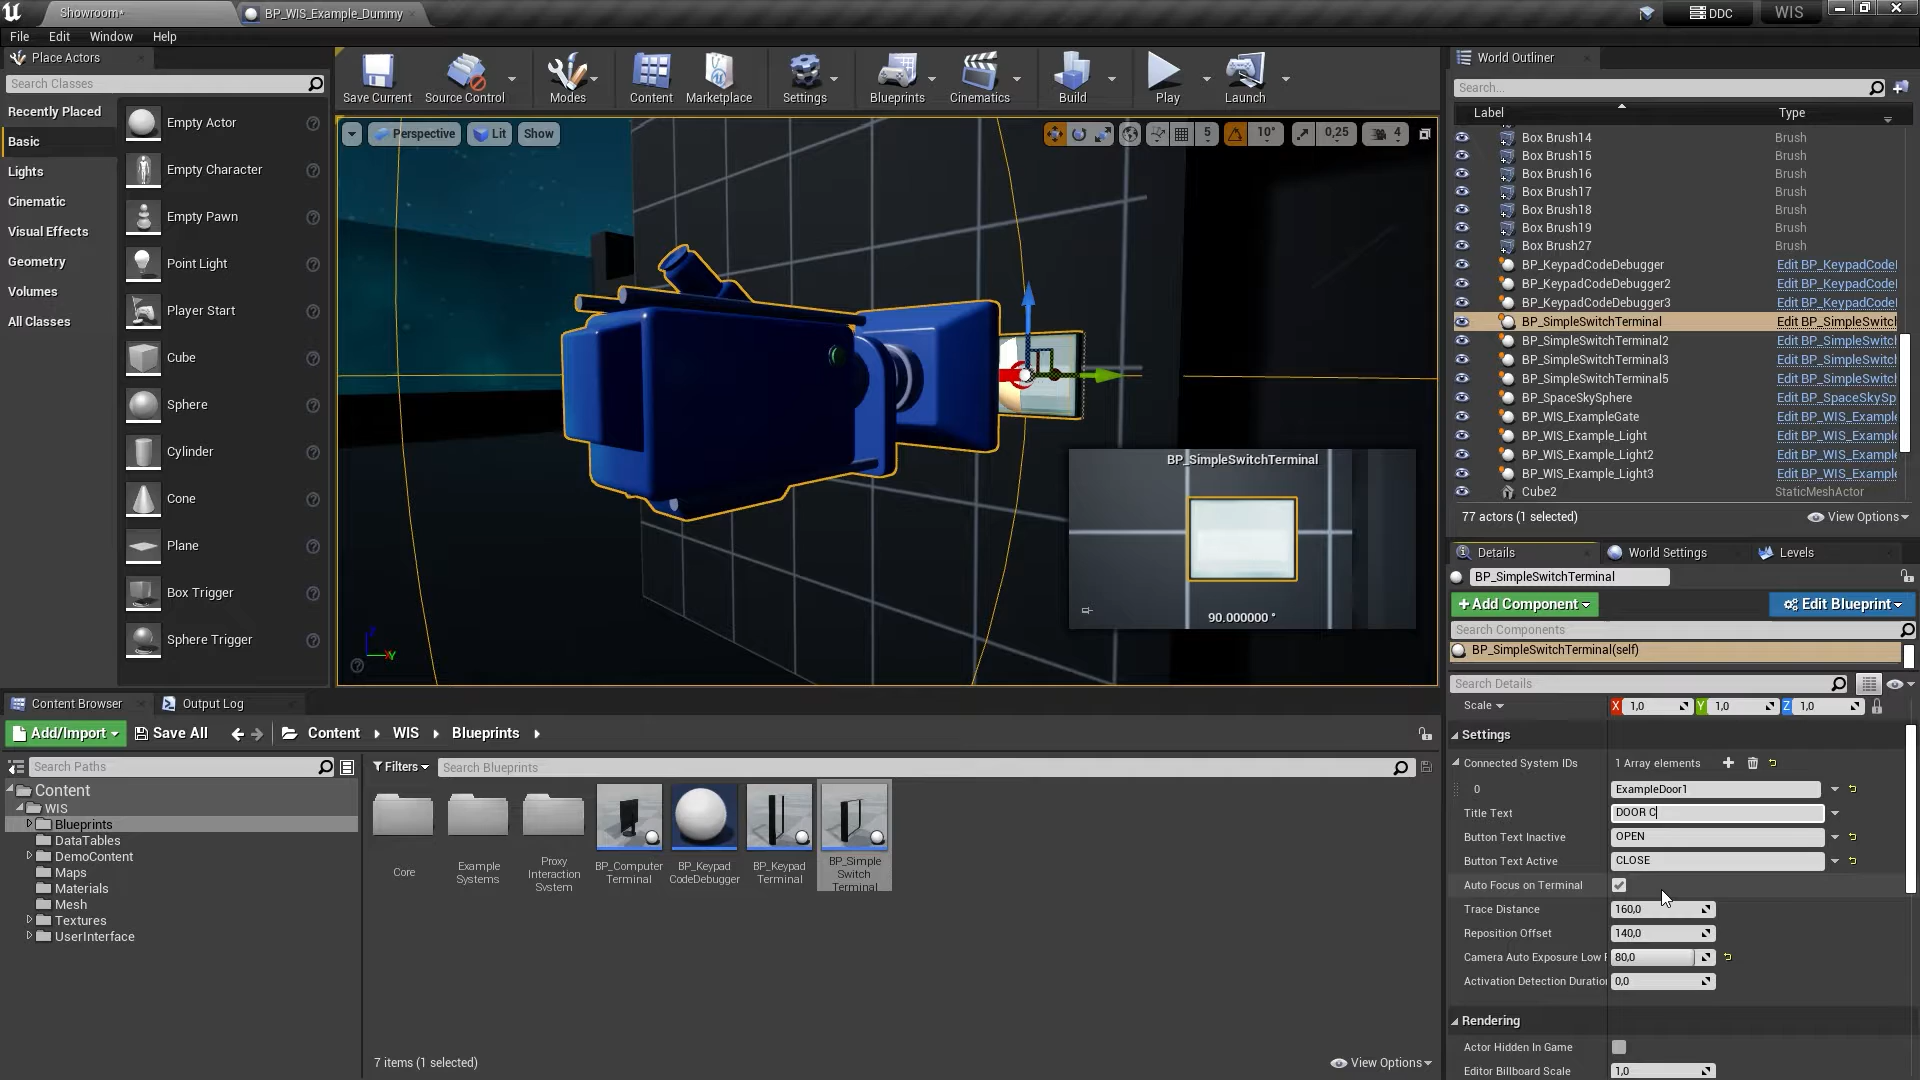 Showroom*
BP_WIS_Example_Dummy
DDC
WIS
File Edit Window Help
Place Actors
Search Classes
Recently Placed
Basic
Lights
Cinematic
Visual Effects
Geometry
Volumes
All Classes
Empty Actor
Empty Character
Empty Pawn
Point Light
Player Start
Cube
Sphere
Cylinder
Cone
Plane
Box Trigger
Sphere Trigger
Save Current
Source Control
Modes
Content
Marketplace
Settings
Blueprints
Cinematics
Build
Play
Launch
Perspective
Lit
Show
5
10°
0,25
4
BP_SimpleSwitchTerminal
90.000000 °
World Outliner
Search...
Label Type
Box Brush14 Brush
Box Brush15 Brush
Box Brush16 Brush
Box Brush17 Brush
Box Brush18 Brush
Box Brush19 Brush
Box Brush27 Brush
BP_KeypadCodeDebugger Edit BP_KeypadCodel
BP_KeypadCodeDebugger2 Edit BP_KeypadCodel
BP_KeypadCodeDebugger3 Edit BP_KeypadCodel
BP_SimpleSwitchTerminal Edit BP_SimpleSwitch
BP_SimpleSwitchTerminal2 Edit BP_SimpleSwitch
BP_SimpleSwitchTerminal3 Edit BP_SimpleSwitch
BP_SimpleSwitchTerminal5 Edit BP_SimpleSwitch
BP_SpaceSkySphere Edit BP_SpaceSkySp
BP_WIS_ExampleGate Edit BP_WIS_Example
BP_WIS_Example_Light Edit BP_WIS_Example
BP_WIS_Example_Light2 Edit BP_WIS_Example
BP_WIS_Example_Light3 Edit BP_WIS_Example
Cube2 StaticMeshActor
77 actors (1 selected)
View Options
Details
World Settings
Levels
BP_SimpleSwitchTerminal
+Add Component
Edit Blueprint
Search Components
BP_SimpleSwitchTerminal(self)
Search Details
Scale X 1,0 Y 1,0 Z 1,0
Settings
Connected System IDs 1 Array elements
0 ExampleDoor1
Title Text DOOR C
Button Text Inactive OPEN
Button Text Active CLOSE
Auto Focus on Terminal
Trace Distance 160,0
Reposition Offset 140,0
Camera Auto Exposure Low 80,0
Activation Detection Duration 0,0
Rendering
Actor Hidden In Game
Editor Billboard Scale 1,0
Content Browser
Output Log
Add/Import
Save All
Content WIS Blueprints
Search Paths
Filters
Search Blueprints
Content
WIS
Blueprints
DataTables
DemoContent
Maps
Materials
Mesh
Textures
UserInterface
Core
Example
Systems
Proxy
Interaction
System
BP_Computer
Terminal
BP_Keypad
CodeDebugger
BP_Keypad
Terminal
BP_Simple
Switch
Terminal
7 items (1 selected)
View Options